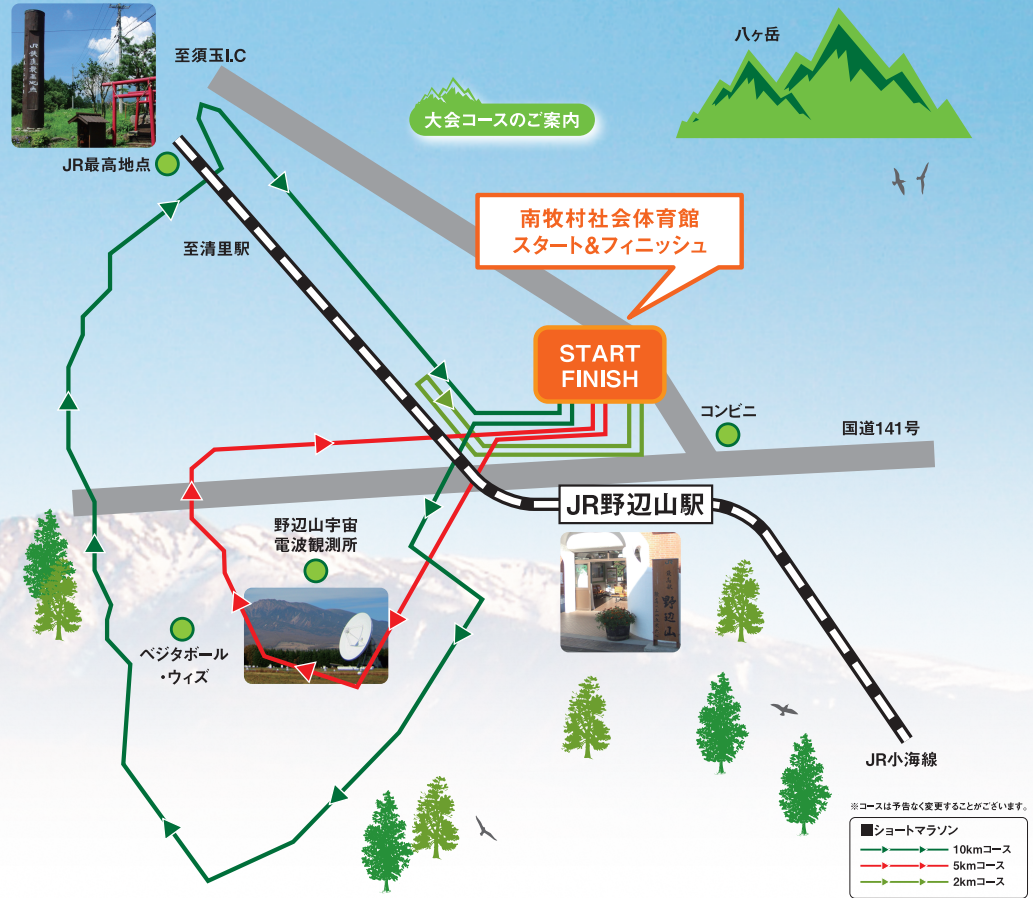 至須玉I.C
八ヶ岳
大会コースのご案内
JR最高地点
南牧村社会体育館
スタート&フィニッシュ
至清里駅
START
FINISH
コンビニ
国道141号
JR野辺山駅
野辺山宇宙
電波観測所
野辺山
ベジタボール
・ウィズ
JR小海線
※コースは予告なく変更することがございます。
■ショートマラソン
10kmコース
5kmコース
2kmコース